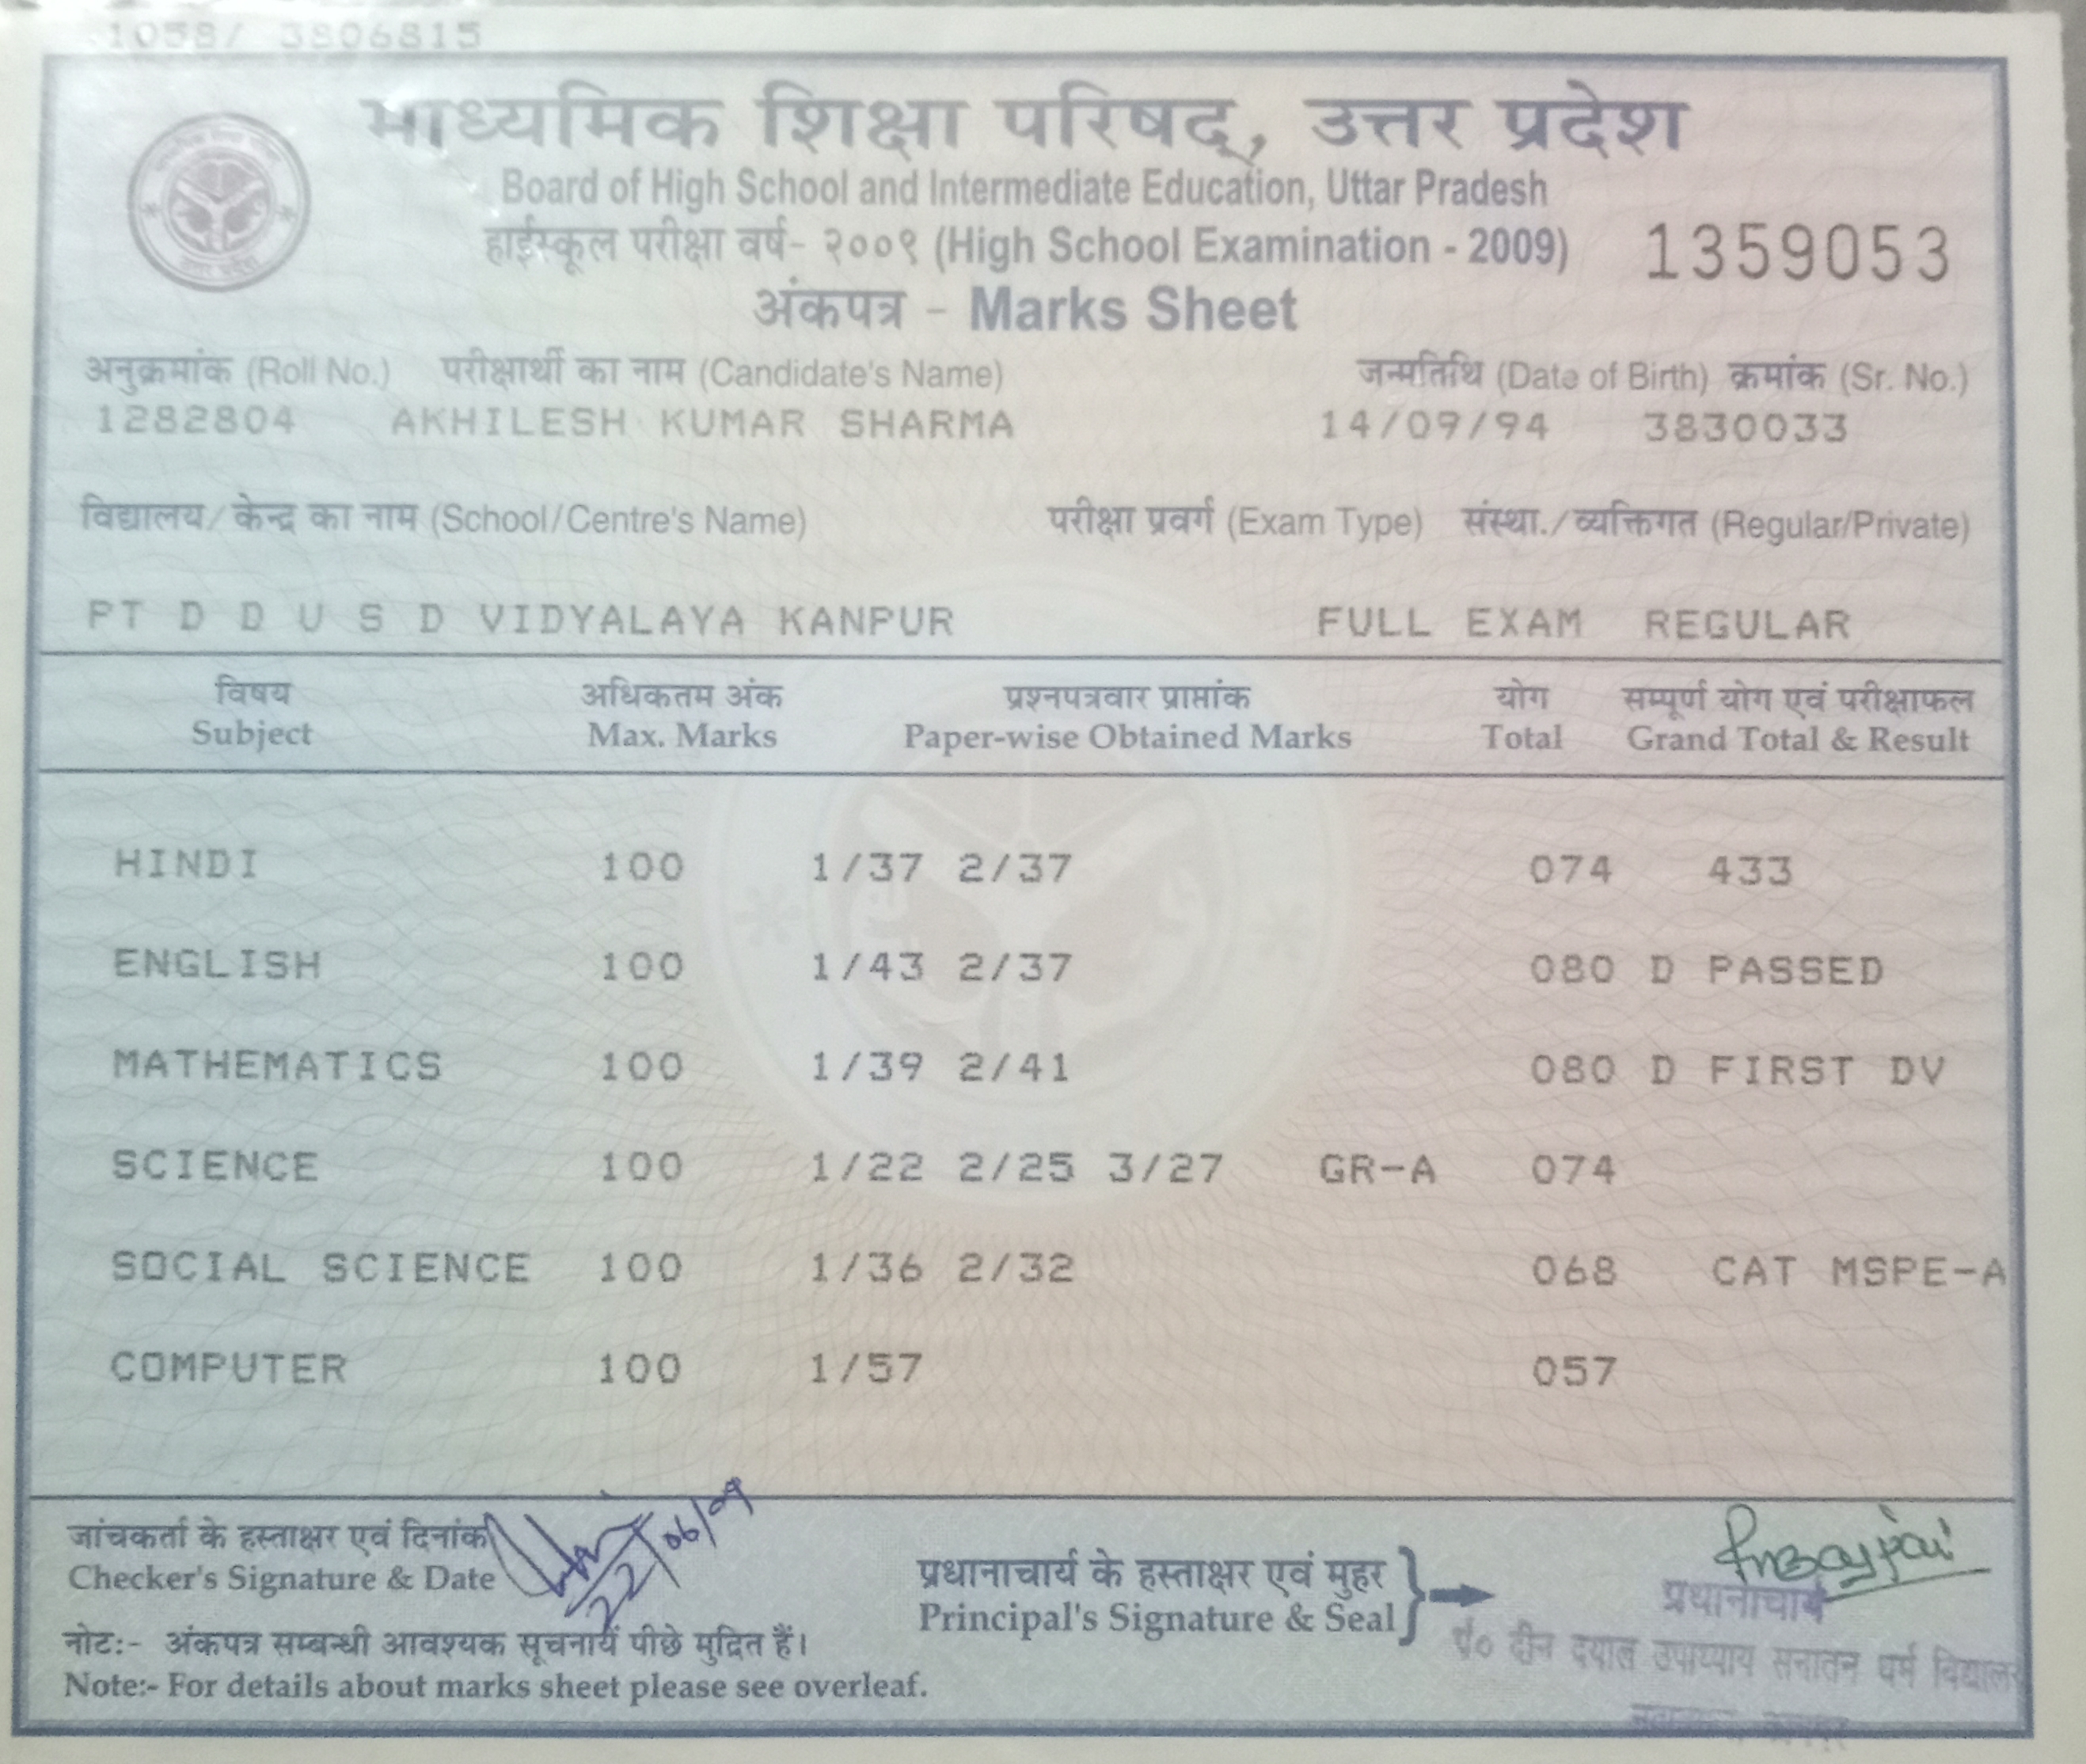 1058/ 3806815
माध्यमिक शिक्षा परिषद्, उत्तर प्रदेश
Board of High School and Intermediate Education, Uttar Pradesh
हाईस्कूल परीक्षा वर्ष- २००९ (High School Examination - 2009) 1359053
अंकपत्र - Marks Sheet
अनुक्रमांक (Roll No.) परीक्षार्थी का नाम (Candidate's Name) जन्मतिथि (Date of Birth) क्रमांक (Sr. No.)
1282804 AKHILESH KUMAR SHARMA 14/09/94 3830033
विद्यालय/केन्द्र का नाम (School/Centre's Name) परीक्षा प्रवर्ग (Exam Type) संस्था./व्यक्तिगत (Regular/Private)
PT D D U S D VIDYALAYA KANPUR FULL EXAM REGULAR
विषय अधिकतम अंक प्रश्नपत्रवार प्राप्तांक योग सम्पूर्ण योग एवं परीक्षाफल
Subject Max. Marks Paper-wise Obtained Marks Total Grand Total & Result
HINDI 100 1/37 2/37 074 433
ENGLISH 100 1/43 2/37 080 D PASSED
MATHEMATICS 100 1/39 2/41 080 D FIRST DV
SCIENCE 100 1/22 2/25 3/27 GR-A 074
SOCIAL SCIENCE 100 1/36 2/32 068 CAT MSPE-A
COMPUTER 100 1/57 057
जांचकर्ता के हस्ताक्षर एवं दिनांक
Checker's Signature & Date 22/06/09
प्रधानाचार्य के हस्ताक्षर एवं मुहर
Principal's Signature & Seal
प्रधानाचार्य
पं० दीन दयाल उपाध्याय सनातन धर्म विद्यालय
नोट:- अंकपत्र सम्बन्धी आवश्यक सूचनायें पीछे मुद्रित हैं।
Note:- For details about marks sheet please see overleaf.